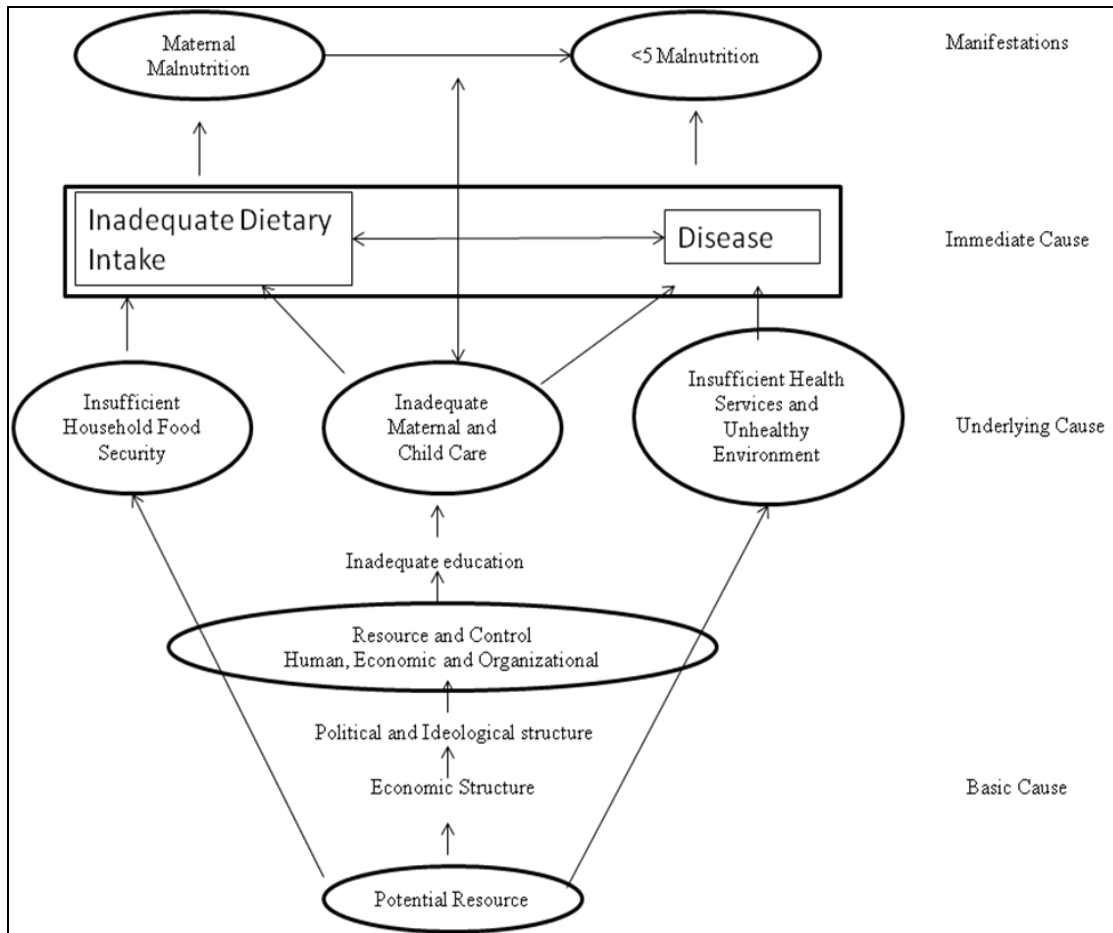 Maternal
Malnutrition
<5 Malnutrition
Manifestations
Inadequate Dietary
Intake
Disease
Immediate Cause
Insufficient
Household Food
Security
Inadequate
Maternal and
Child Care
Insufficient Health
Services and
Unhealthy
Environment
Underlying Cause
Inadequate education
Resource and Control
Human, Economic and Organizational
Political and Ideological structure
Economic Structure
Basic Cause
Potential Resource